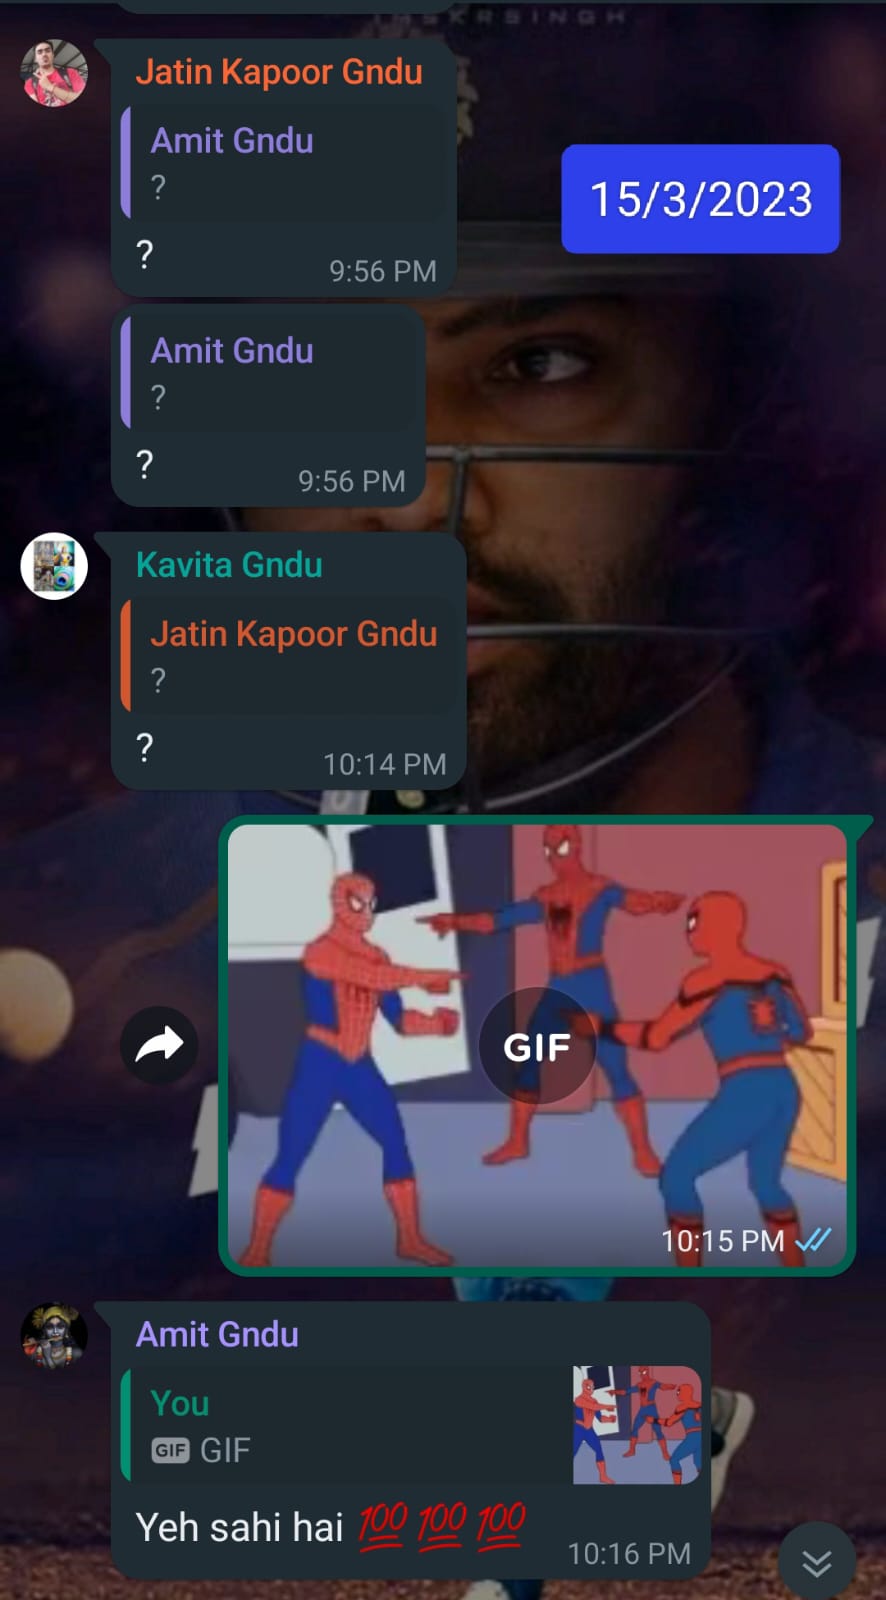 Jatin Kapoor Gndu
Amit Gndu
?
?
9:56 PM
15/3/2023
Amit Gndu
?
?
9:56 PM
Kavita Gndu
Jatin Kapoor Gndu
?
?
10:14 PM
GIF
10:15 PM
Amit Gndu
You
GIF GIF
Yeh sahi hai 💯 💯 💯
10:16 PM